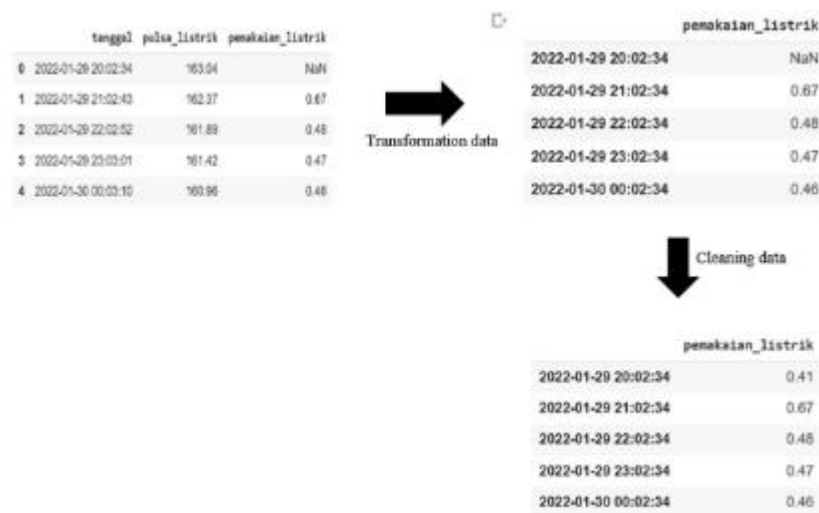 tanggal pulsa_listrik pemakaian_listrik
0 2022-01-29 20:02:34 163.04 NaN
1 2022-01-29 21:02:43 162.37 0.67
2 2022-01-29 22:02:52 161.89 0.48
3 2022-01-29 23:03:01 161.42 0.47
4 2022-01-30 00:03:10 160.96 0.46
Transformation data
pemakaian_listrik
2022-01-29 20:02:34 NaN
2022-01-29 21:02:34 0.67
2022-01-29 22:02:34 0.48
2022-01-29 23:02:34 0.47
2022-01-30 00:02:34 0.46
Cleaning data
pemakaian_listrik
2022-01-29 20:02:34 0.41
2022-01-29 21:02:34 0.67
2022-01-29 22:02:34 0.48
2022-01-29 23:02:34 0.47
2022-01-30 00:02:34 0.46